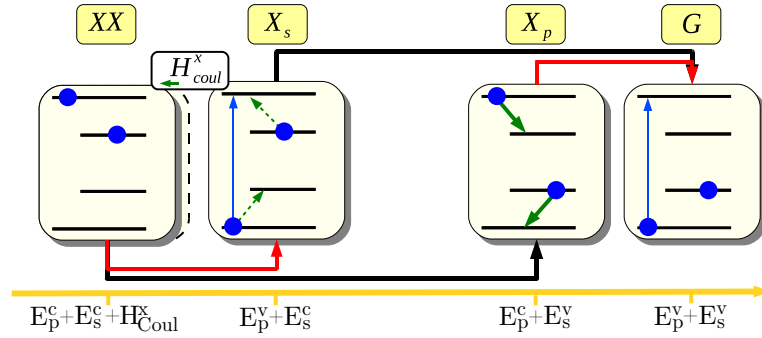 XX X_s X_p G
H^x_coul
E^c_p+E^c_s+H^x_Coul E^v_p+E^c_s E^c_p+E^v_s E^v_p+E^v_s